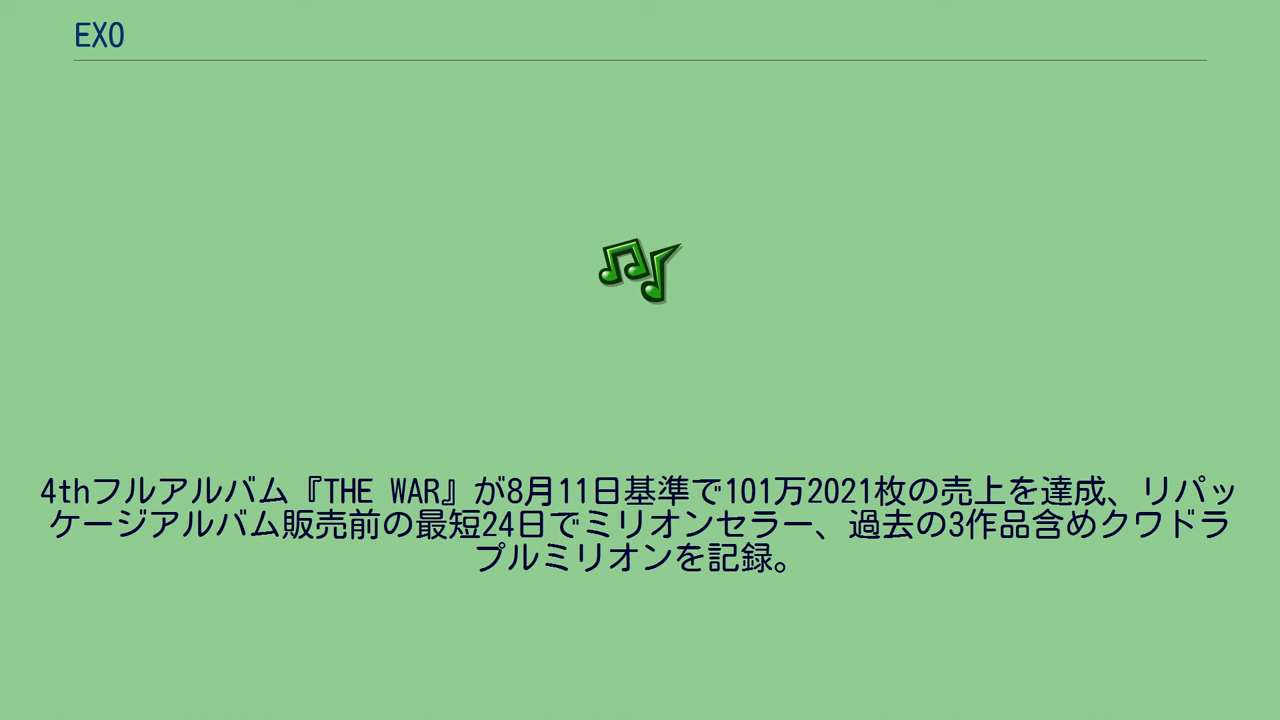 EXO
4thフルアルバム『THE WAR』が8月11日基準で101万2021枚の売上を達成、リパッ
ケージアルバム販売前の最短24日でミリオンセラー、過去の3作品含めクワドラ
プルミリオンを記録。